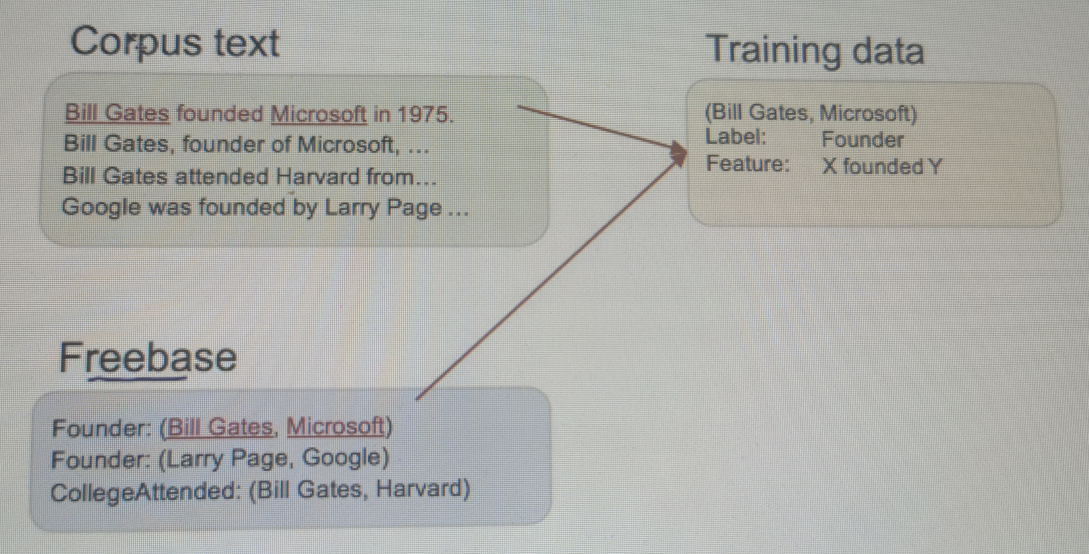 Corpus text
Bill Gates founded Microsoft in 1975.
Bill Gates, founder of Microsoft, ...
Bill Gates attended Harvard from...
Google was founded by Larry Page ...
Training data
(Bill Gates, Microsoft)
Label: Founder
Feature: X founded Y
Freebase
Founder: (Bill Gates, Microsoft)
Founder: (Larry Page, Google)
CollegeAttended: (Bill Gates, Harvard)